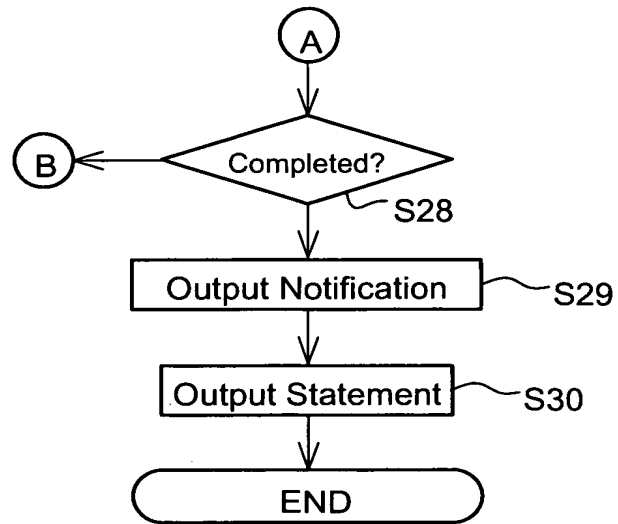 A
B
Completed?
S28
Output Notification
S29
Output Statement
S30
END